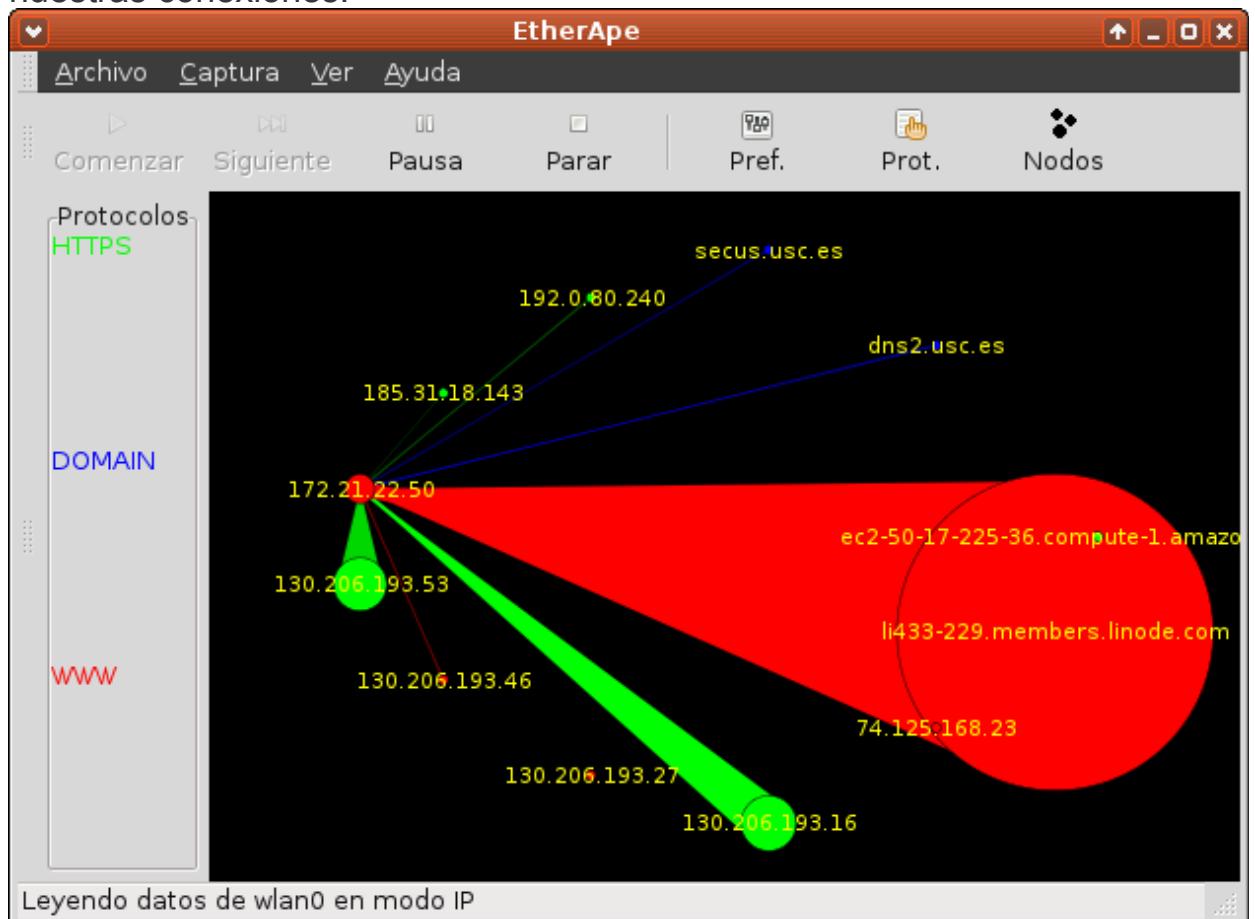 nuestras conexiones.
EtherApe
Archivo Captura Ver Ayuda
Comenzar Siguiente Pausa Parar Pref. Prot. Nodos
Protocolos
HTTPS
DOMAIN
WWW
secus.usc.es
192.0.80.240
dns2.usc.es
185.31.18.143
172.21.22.50
ec2-50-17-225-36.compute-1.amazo
130.206.193.53
li433-229.members.linode.com
130.206.193.46
74.125.168.23
130.206.193.27
130.206.193.16
Leyendo datos de wlan0 en modo IP